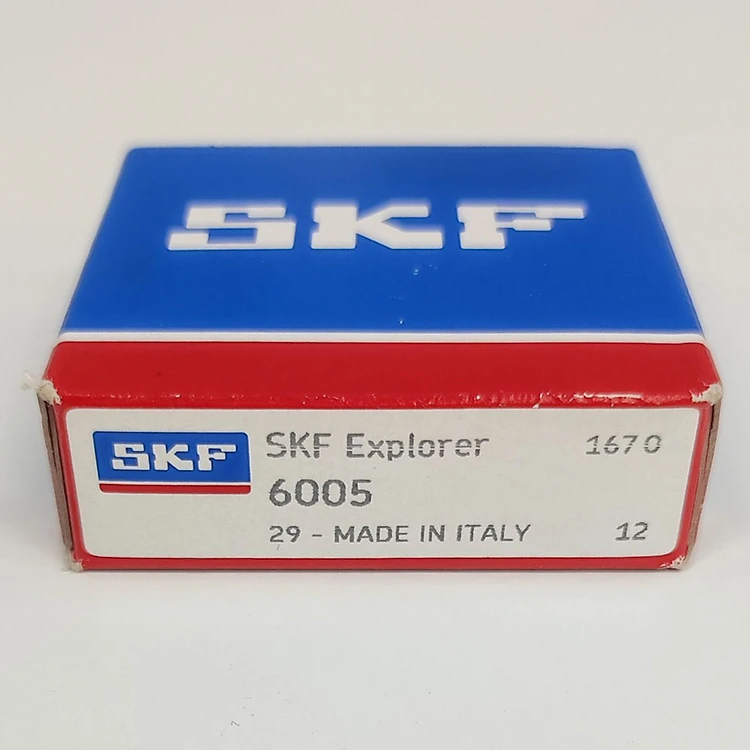 SKF
SKF
SKF Explorer 1670
6005
29 - MADE IN ITALY 12